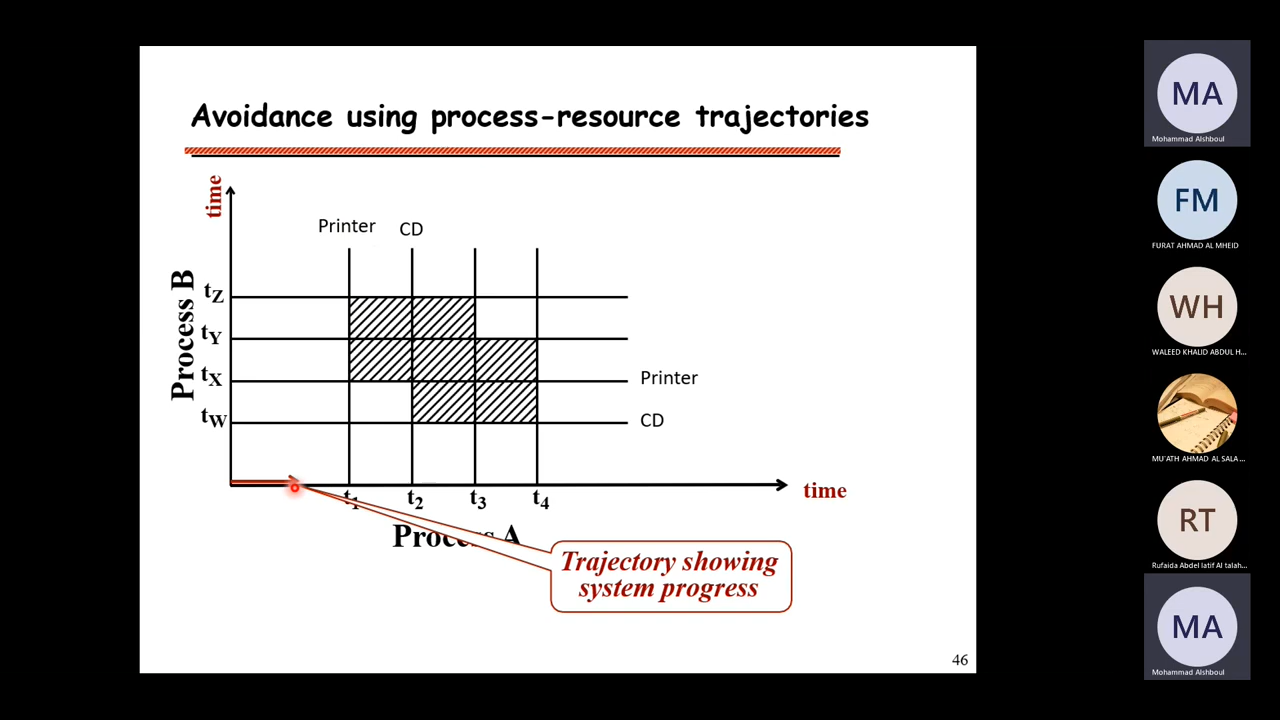 Avoidance using process-resource trajectories
time
Printer
CD
Process B
tZ
tY
tX
tW
Printer
CD
t1
t2
t3
t4
time
Process A
Trajectory showing
system progress
46
MA
Mohammad Alshboul
FM
FURAT AHMAD AL MHEID
WH
WALEED KHALID ABDUL H...
MU'ATH AHMAD AL SALA...
RT
Rufaida Abdel latif Al talah...
MA
Mohammad Alshboul